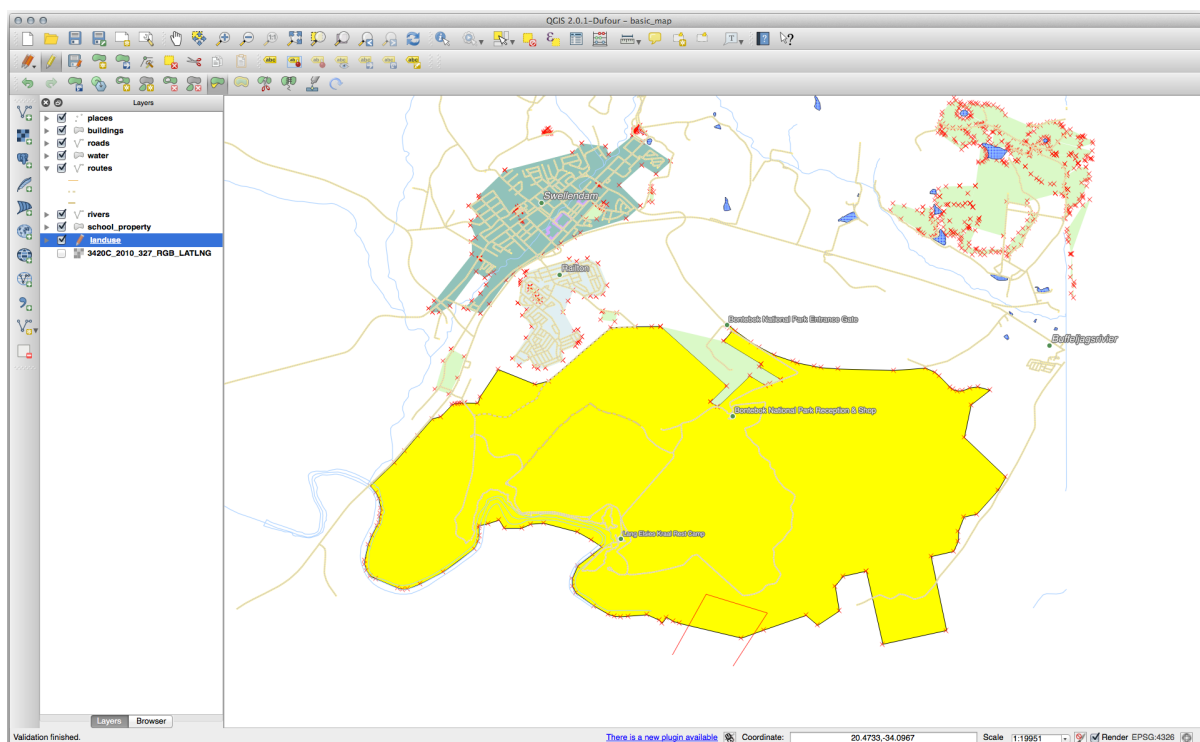 QGIS 2.0.1-Dufour - basic_map
Layers
places
buildings
roads
water
routes
rivers
school_property
landuse
3420C_2010_327_RGB_LATLNG
Swellendam
Railton
Bontebok National Park Entrance Gate
Buffeljagsrivier
Bontebok National Park Reception & Shop
Lang Elsies Kraal Rest Camp
Layers Browser
Validation finished. There is a new plugin available Coordinate: 20.4733,-34.0967 Scale 1:19951 Render EPSG:4326